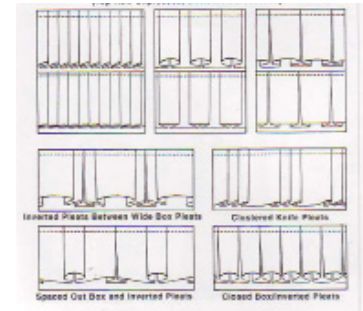 Inverted Pleats Between Wide Box Pleats
Clustered Knife Pleats
Spaced Out Box and Inverted Pleats
Closed Box/Inverted Pleats